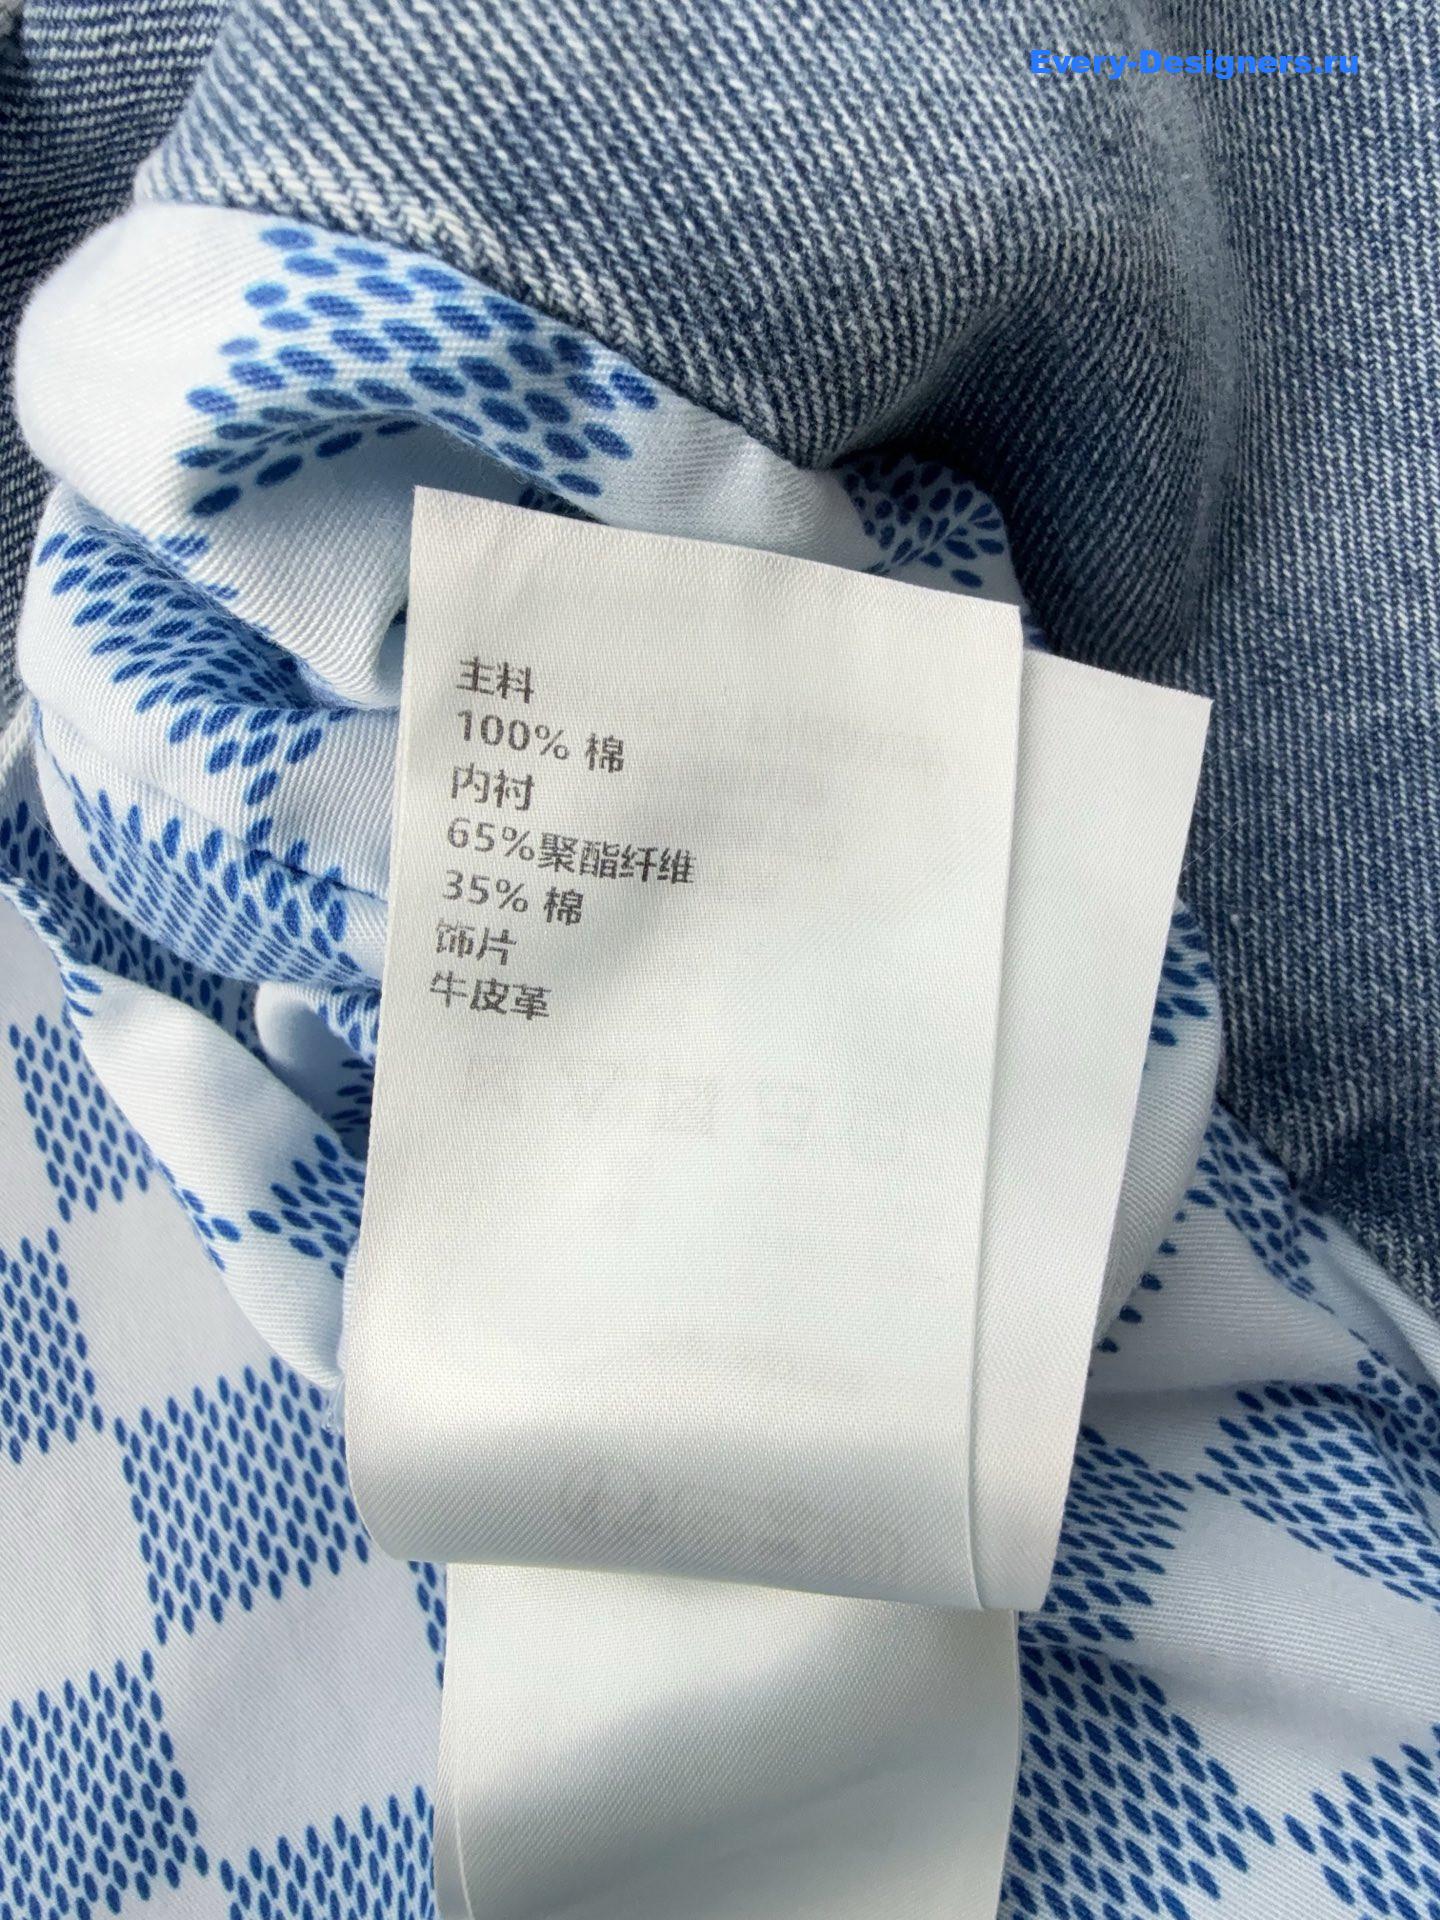 Every-Designers.ru
主料
100% 棉
内衬
65%聚酯纤维
35% 棉
饰片
牛皮革